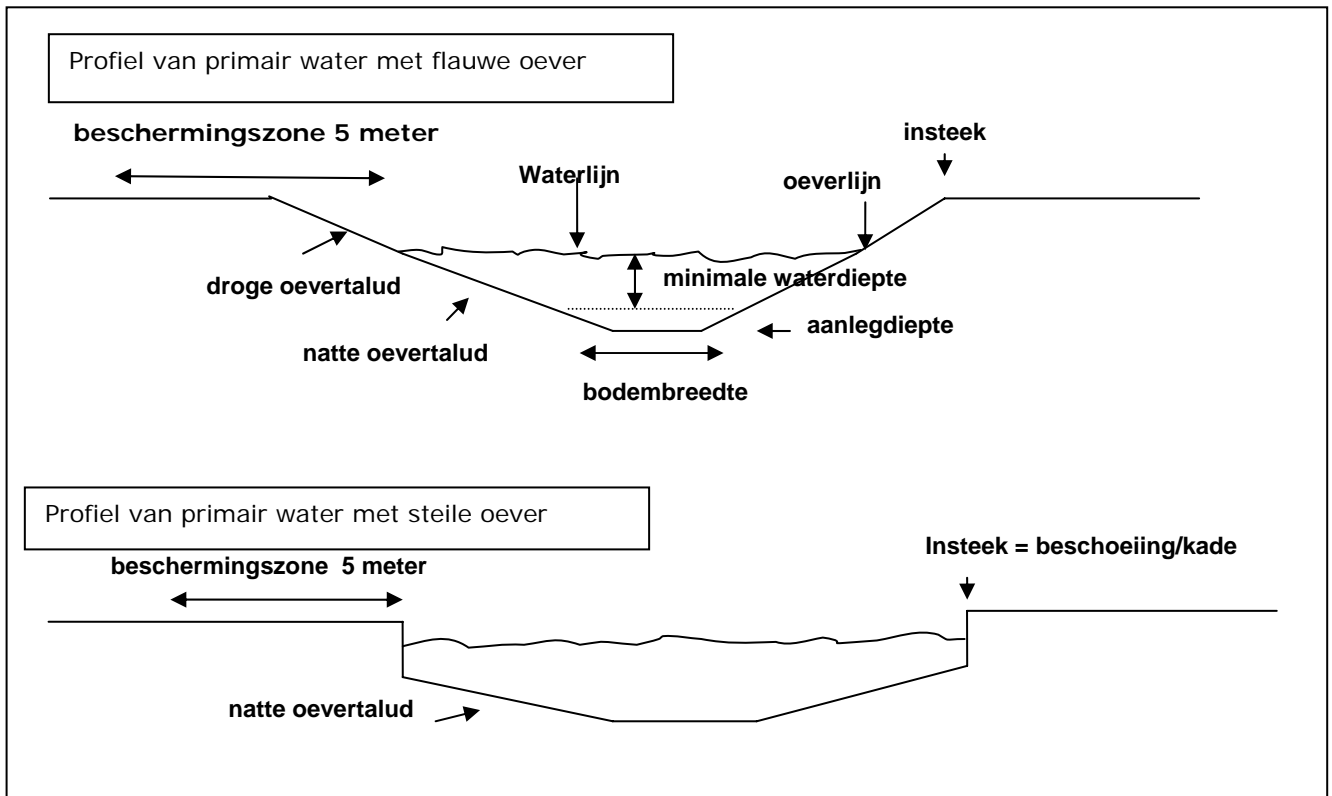 Profiel van primair water met flauwe oever
beschermingszone 5 meter
insteek
Waterlijn
oeverlijn
droge oevertalud
minimale waterdiepte
natte oevertalud
aanlegdiepte
bodembreedte
Profiel van primair water met steile oever
beschermingszone 5 meter
Insteek = beschoeiing/kade
natte oevertalud